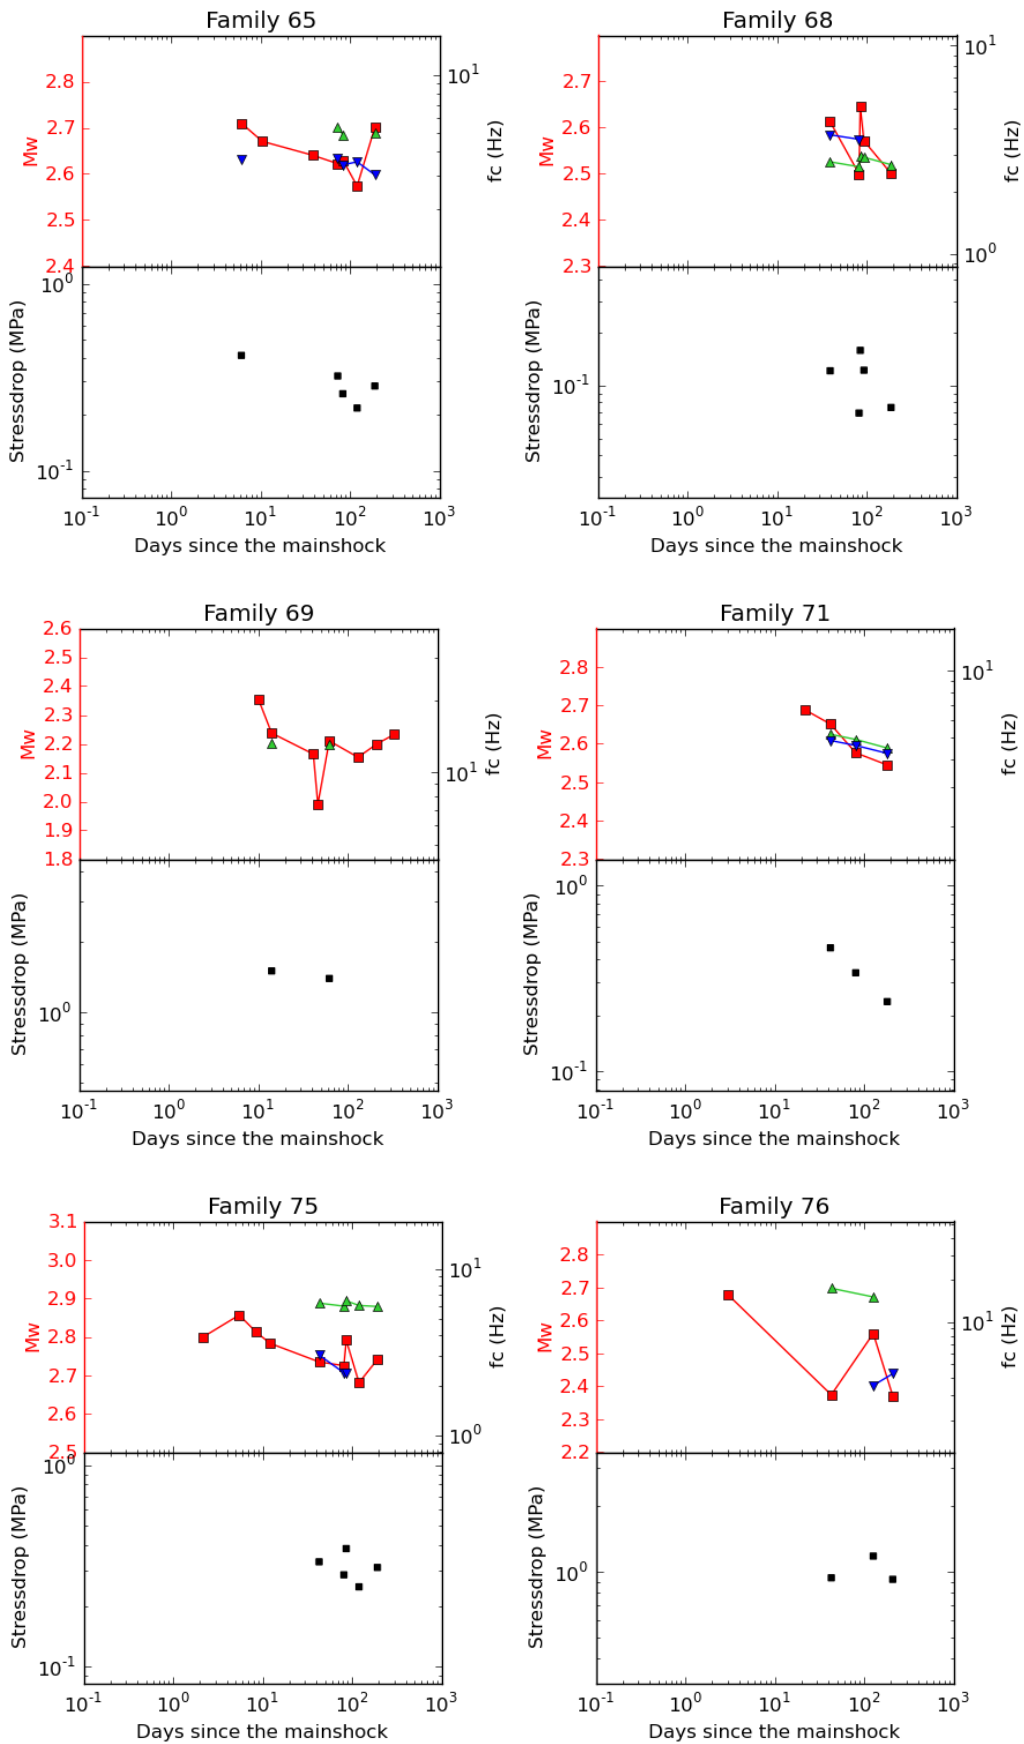 Family 65
2.8
2.7
2.6
2.5
2.4
Mw
10^1
fc (Hz)
10^0
10^-1
Stressdrop (MPa)
10^-1 10^0 10^1 10^2 10^3
Days since the mainshock
Family 68
2.7
2.6
2.5
2.4
2.3
Mw
10^1
10^0
fc (Hz)
10^-1
Stressdrop (MPa)
10^-1 10^0 10^1 10^2 10^3
Days since the mainshock
Family 69
2.6
2.5
2.4
2.3
2.2
2.1
2.0
1.9
1.8
Mw
10^1
fc (Hz)
10^0
Stressdrop (MPa)
10^-1 10^0 10^1 10^2 10^3
Days since the mainshock
Family 71
2.8
2.7
2.6
2.5
2.4
2.3
Mw
10^1
fc (Hz)
10^0
10^-1
Stressdrop (MPa)
10^-1 10^0 10^1 10^2 10^3
Days since the mainshock
Family 75
3.1
3.0
2.9
2.8
2.7
2.6
2.5
Mw
10^1
10^0
fc (Hz)
10^0
10^-1
Stressdrop (MPa)
10^-1 10^0 10^1 10^2 10^3
Days since the mainshock
Family 76
2.8
2.7
2.6
2.5
2.4
2.3
2.2
Mw
10^1
fc (Hz)
10^0
Stressdrop (MPa)
10^-1 10^0 10^1 10^2 10^3
Days since the mainshock